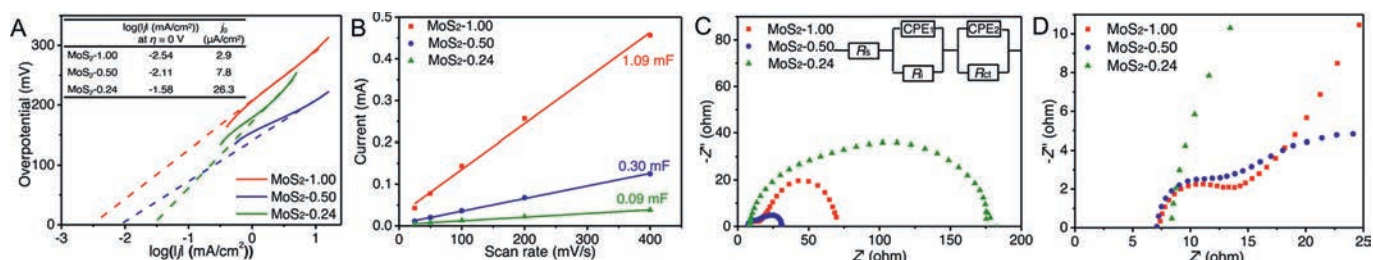 A
log(|j| (mA/cm²)) at η = 0 V
j₀ (μA/cm²)
MoS₂-1.00 -2.54 2.9
MoS₂-0.50 -2.11 7.8
MoS₂-0.24 -1.58 26.3
Overpotential (mV)
300
200
100
0
MoS₂-1.00
MoS₂-0.50
MoS₂-0.24
-3 -2 -1 0 1
log(|j| (mA/cm²))
B
MoS₂-1.00
MoS₂-0.50
MoS₂-0.24
1.09 mF
0.30 mF
0.09 mF
Current (mA)
0.5
0.4
0.3
0.2
0.1
0.0
0 100 200 300 400
Scan rate (mV/s)
C
MoS₂-1.00
MoS₂-0.50
MoS₂-0.24
CPE₁ CPE₂
Rs
Rct
-Z" (ohm)
80
60
40
20
0
0 50 100 150 200
Z' (ohm)
D
MoS₂-1.00
MoS₂-0.50
MoS₂-0.24
-Z" (ohm)
10
8
6
4
2
0
0 5 10 15 20 25
Z' (ohm)